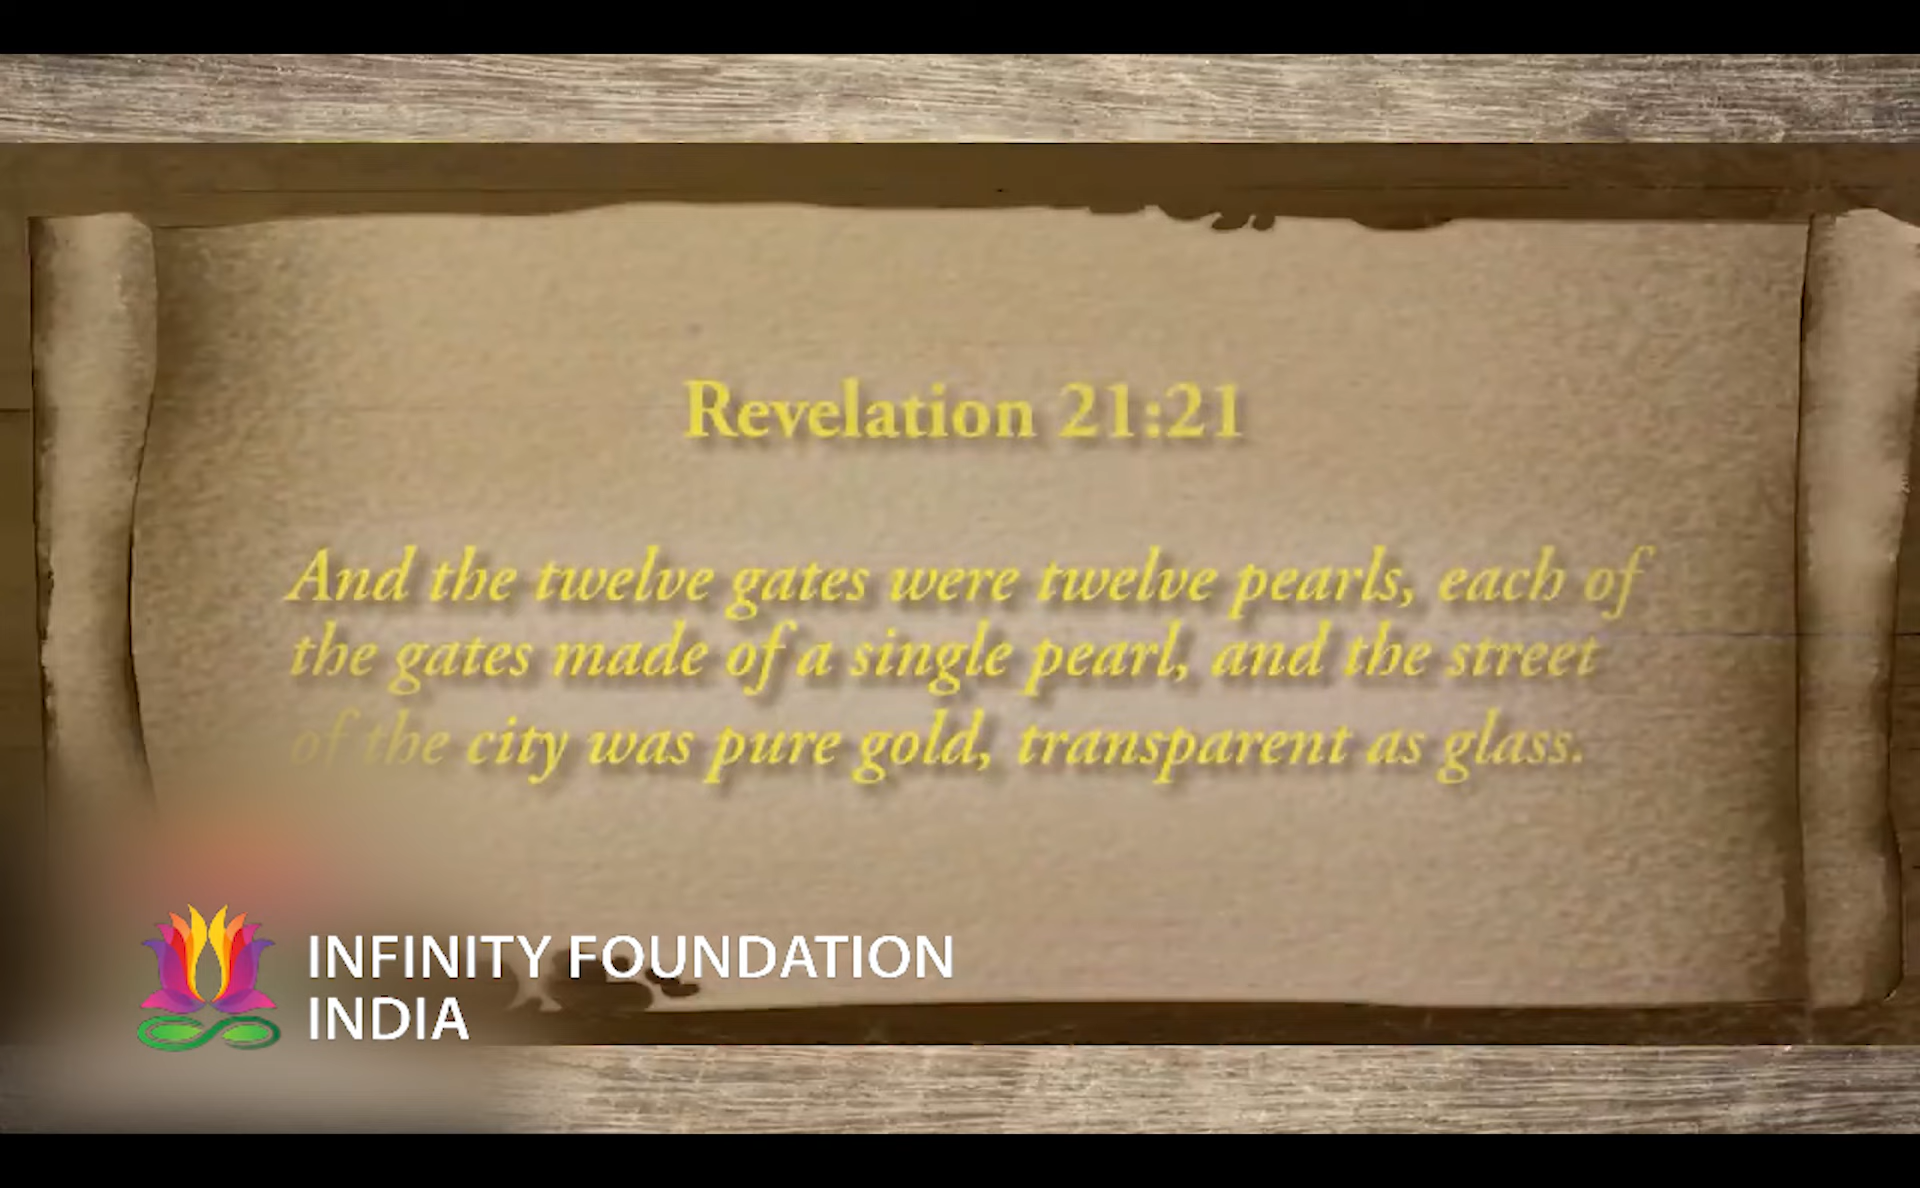 Revelation 21:21
And the twelve gates were twelve pearls, each of
the gates made of a single pearl, and the street
of the city was pure gold, transparent as glass.
INFINITY FOUNDATION
INDIA